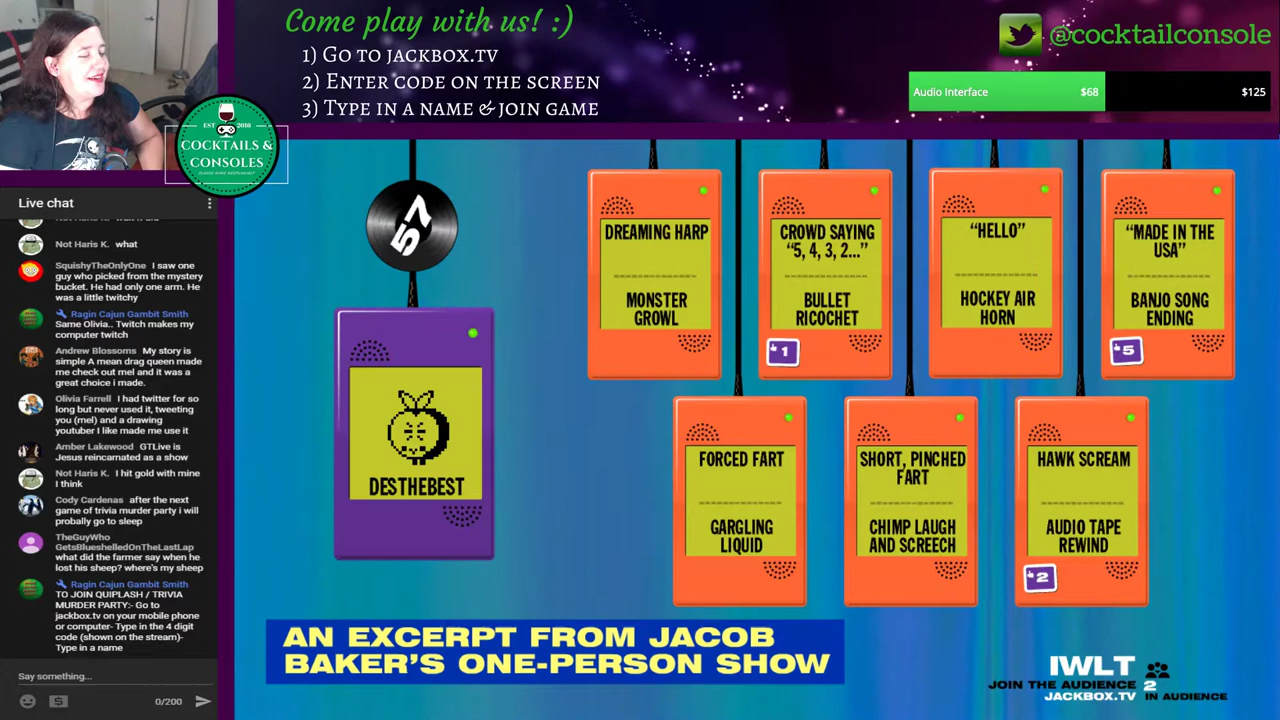 Come play with us! :)
1) Go to jackbox.tv
2) Enter code on the screen
3) Type in a name & join game
@cocktailconsole
Audio Interface $68 $125
EST 2016
COCKTAILS &
CONSOLES
Live chat
Not Haris K. what
SquishyTheOnlyOne I saw one
guy who picked from the mystery
bucket. He had only one arm. He
was a little twitchy
Ragin Cajun Gambit Smith
Same Olivia.. Twitch makes my
computer twitch
Andrew Blossoms My story is
simple A mean drag queen made
me check out mel and it was a
great choice i made.
Olivia Farrell I had twitter for so
long but never used it, tweeting
you (mel) and a drawing
youtuber I like made me use it
Amber Lakewood GTLive is
Jesus reincarnated as a show
Not Haris K. I hit gold with mine
I think
Cody Cardenas after the next
game of trivia murder party i will
probally go to sleep
TheGuyWho
GetsBlueshelledOnTheLastLap
what did the farmer say when he
lost his sheep? where's my sheep
Ragin Cajun Gambit Smith
TO JOIN QUIPLASH / TRIVIA
MURDER PARTY:- Go to
jackbox.tv on your mobile phone
or computer- Type in the 4 digit
code (shown on the stream)-
Type in a name
Say something...
0/200
57
DESTHEBEST
DREAMING HARP
MONSTER
GROWL
CROWD SAYING
"5, 4, 3, 2..."
BULLET
RICOCHET
1
"HELLO"
HOCKEY AIR
HORN
"MADE IN THE
USA"
BANJO SONG
ENDING
5
FORCED FART
GARGLING
LIQUID
SHORT, PINCHED
FART
CHIMP LAUGH
AND SCREECH
HAWK SCREAM
AUDIO TAPE
REWIND
2
AN EXCERPT FROM JACOB
BAKER'S ONE-PERSON SHOW
IWLT
JOIN THE AUDIENCE 2
JACKBOX.TV IN AUDIENCE